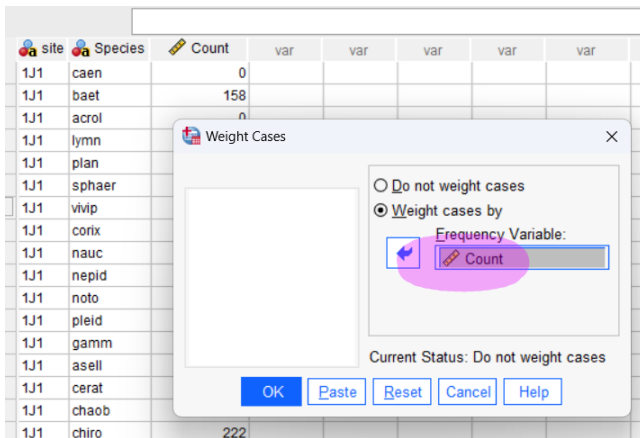 site Species Count var var var var var
1J1 caen 0
1J1 baet 158
1J1 acrol 0
1J1 lymn
1J1 plan
1J1 sphaer
1J1 vivip
1J1 corix
1J1 nauc
1J1 nepid
1J1 noto
1J1 pleid
1J1 gamm
1J1 asell
1J1 cerat
1J1 chaob
1J1 chiro 222
Weight Cases
Do not weight cases
Weight cases by
Frequency Variable:
Count
Current Status: Do not weight cases
OK Paste Reset Cancel Help